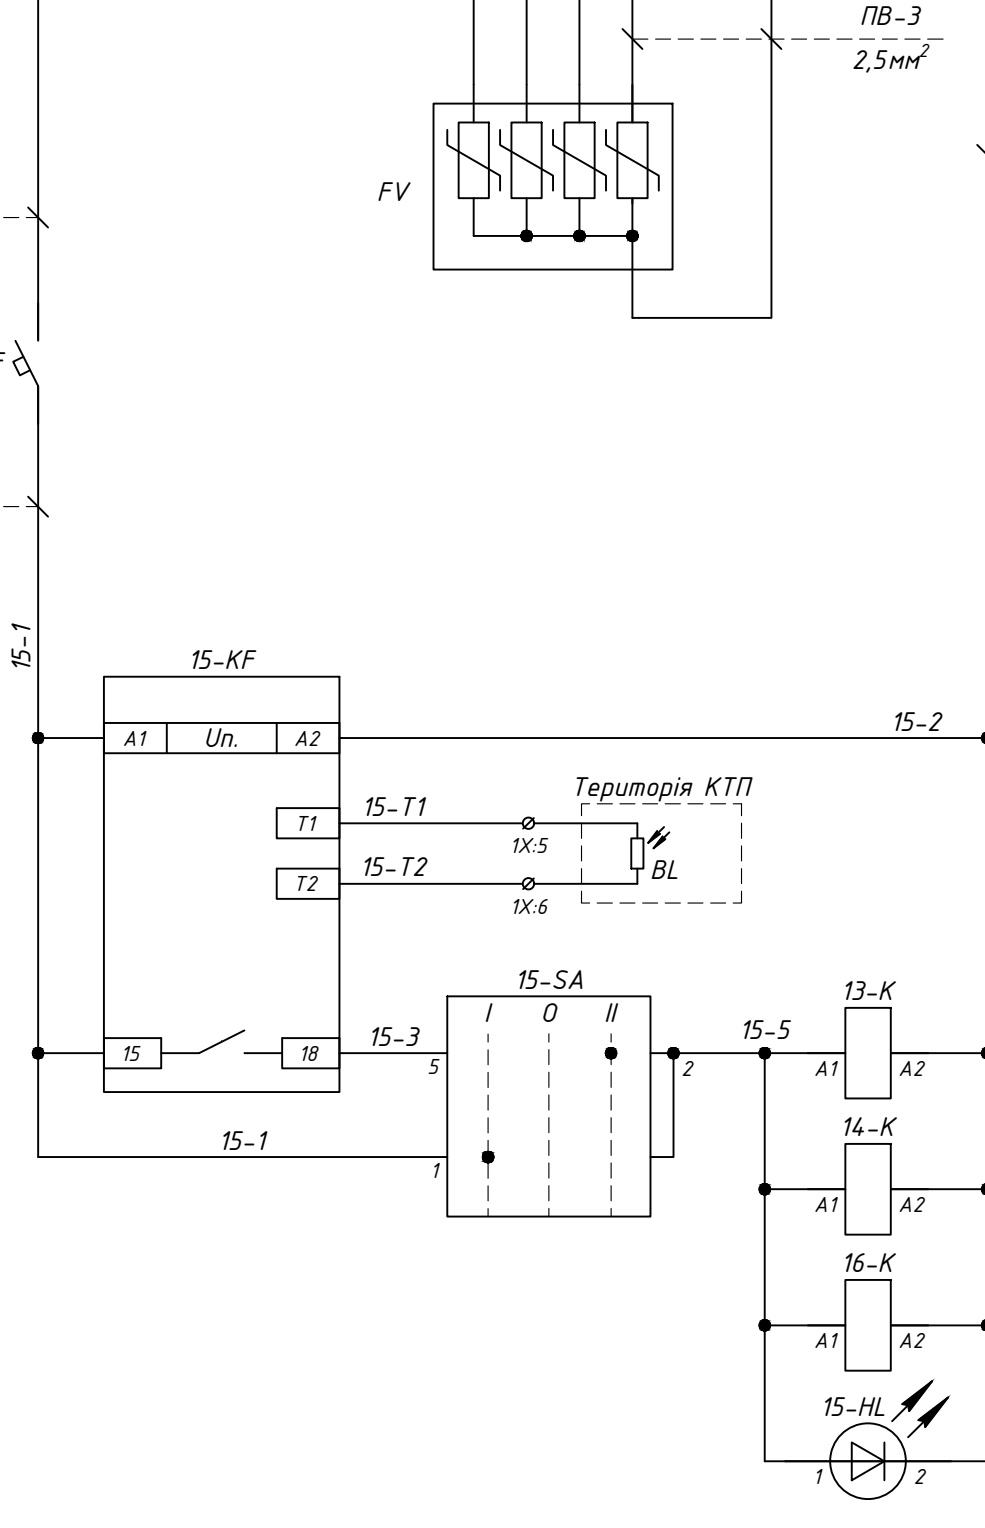 ПВ-3
2,5мм²
FV
15-1
15-KF
A1 Un. A2
15-2
T1
15-T1
1X:5
T2
15-T2
1X:6
Територія КТП
BL
15
18
15-3
15-1
15-SA
I O II
5
1
2
15-5
13-K
A1 A2
14-K
A1 A2
16-K
A1 A2
15-HL
1 2